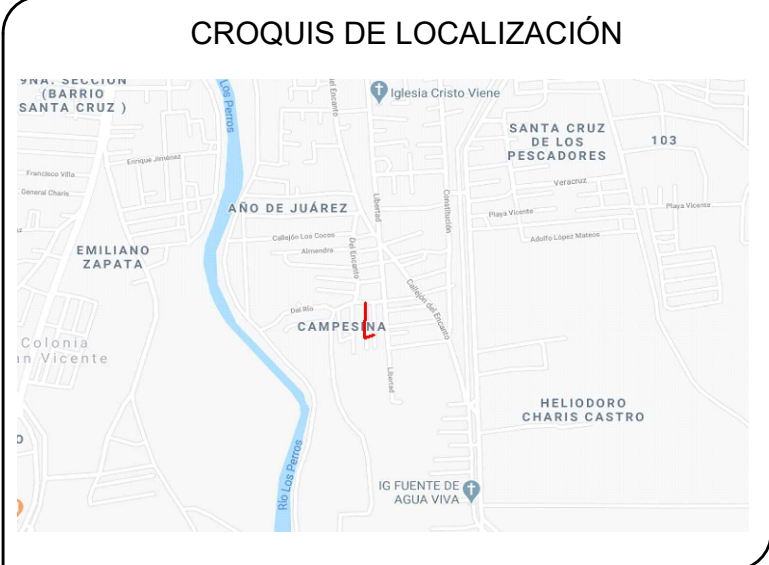 CROQUIS DE LOCALIZACIÓN
9NA. SECCIÓN
(BARRIO
SANTA CRUZ )
Los Perros
del Encanto
Iglesia Cristo Viene
SANTA CRUZ
DE LOS
PESCADORES
103
Enrique Jiménez
Francisco Villa
General Charis
Veracruz
AÑO DE JUÁREZ
Libertad
Constitución
Playa Vicente
Playa Vicente
Callejón Los Cocos
Adolfo López Mateos
EMILIANO
ZAPATA
Almendra
Del Encanto
Callejón del Encanto
Del Río
CAMPESINA
Colonia
an Vicente
Libertad
HELIODORO
CHARIS CASTRO
Río Los Perros
IG FUENTE DE
AGUA VIVA